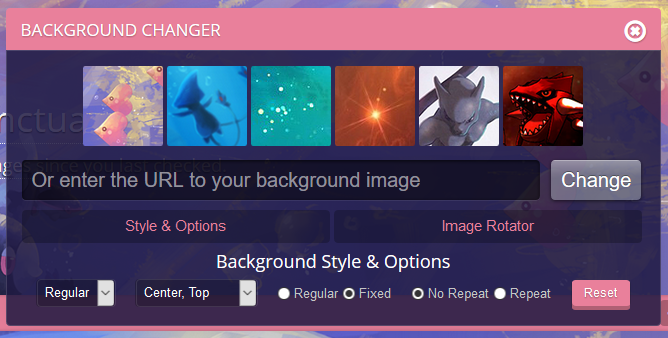 BACKGROUND CHANGER
nctua
nges since you last checked
Or enter the URL to your background image
Change
Style & Options
Image Rotator
Background Style & Options
Regular
Center, Top
Regular
Fixed
No Repeat
Repeat
Reset